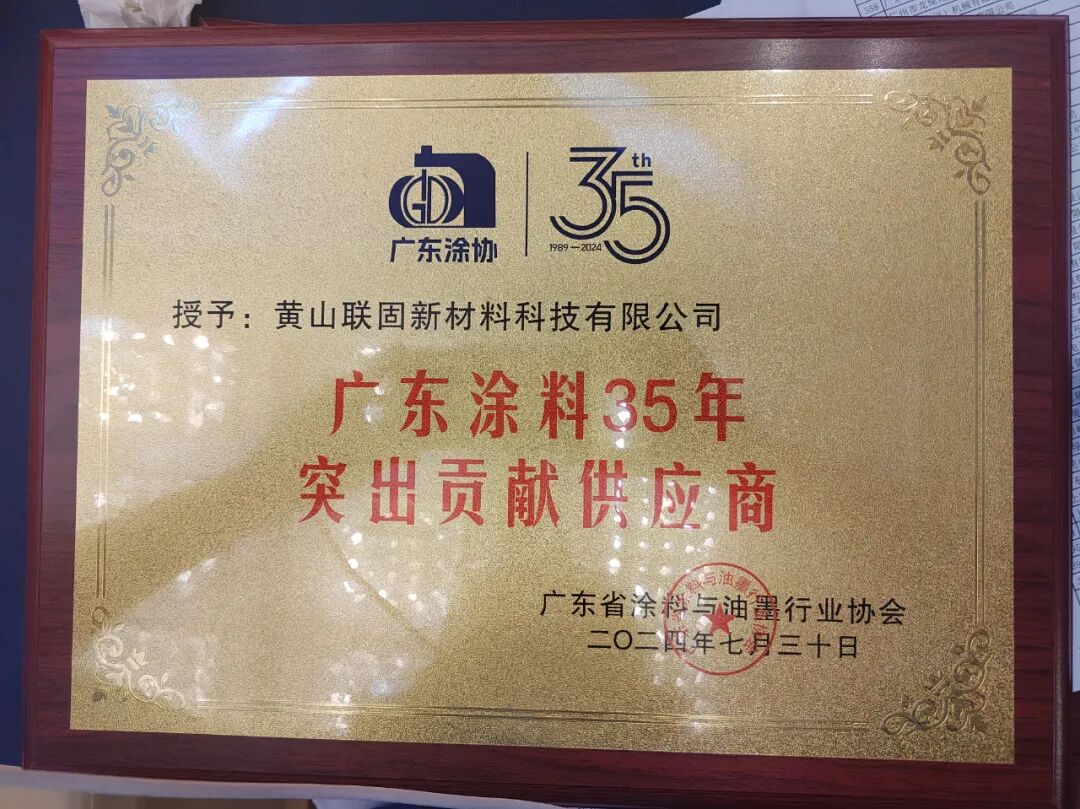 广东涂协
35th
1989—2024
授予：黄山联固新材料科技有限公司
广东涂料35年
突出贡献供应商
广东省涂料与油墨行业协会
二〇二四年七月三十日